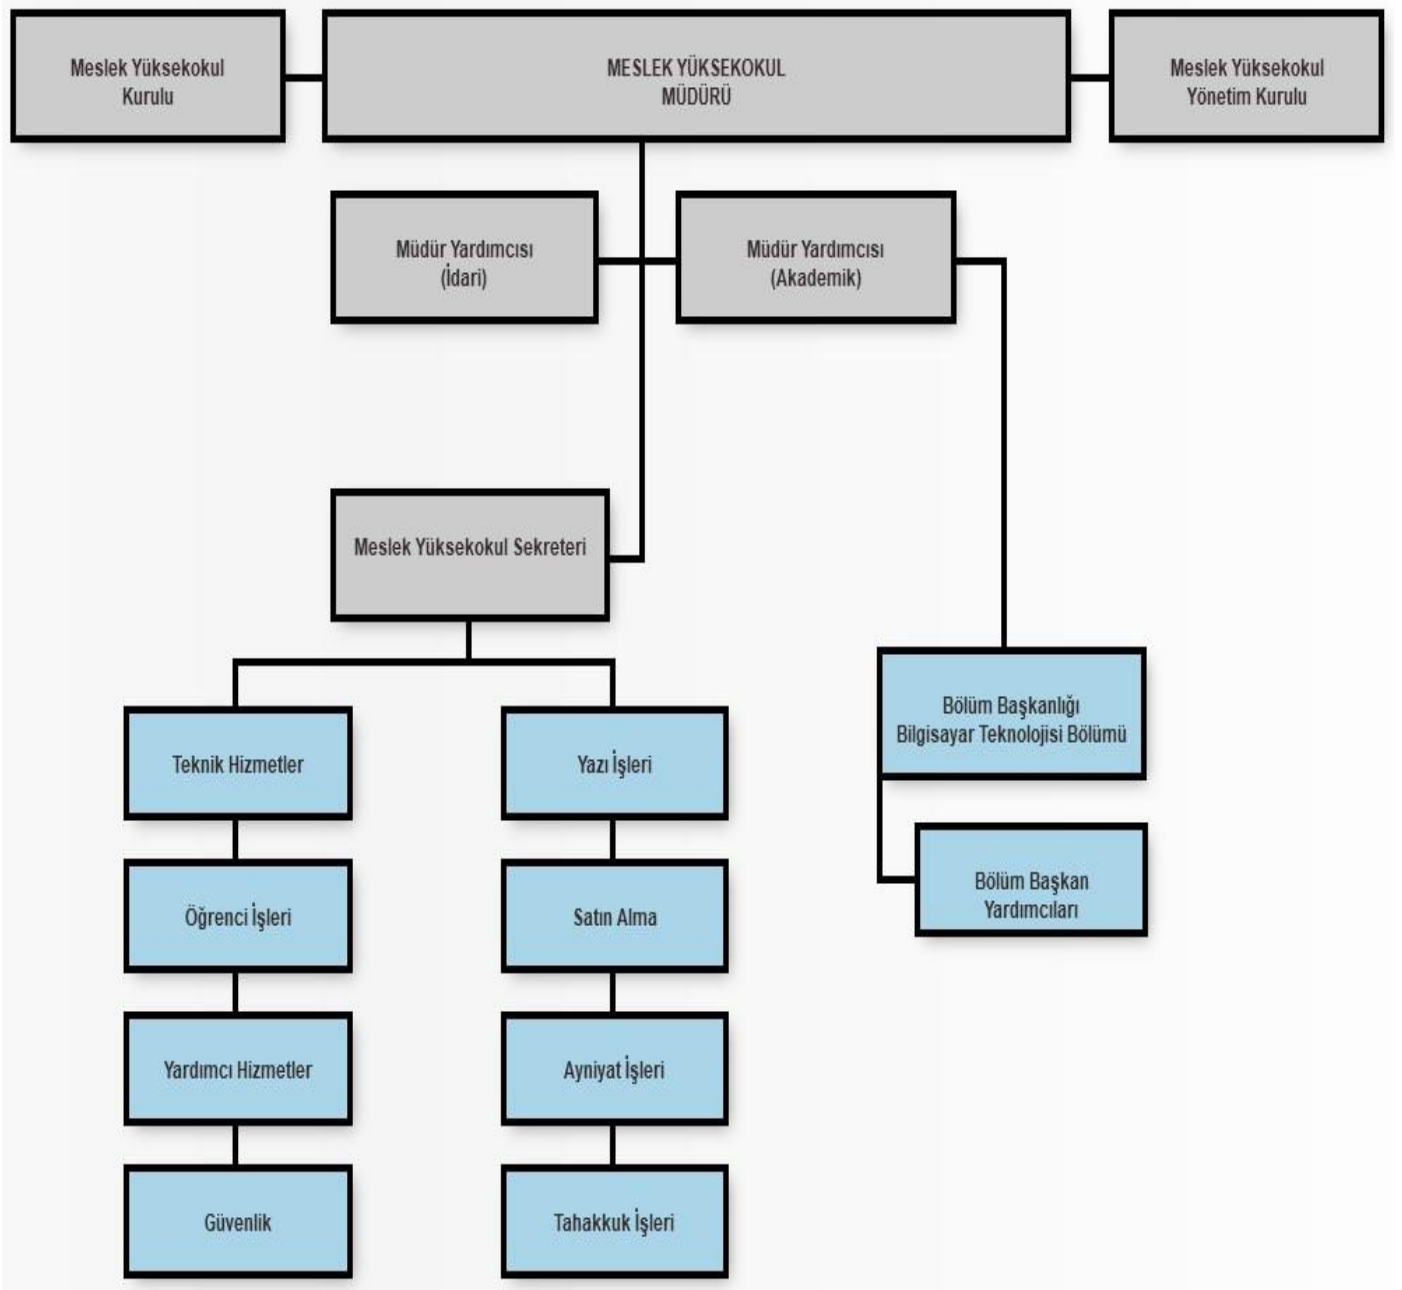 Meslek Yüksekokul
Kurulu
MESLEK YÜKSEKOKUL
MÜDÜRÜ
Meslek Yüksekokul
Yönetim Kurulu
Müdür Yardımcısı
(İdari)
Müdür Yardımcısı
(Akademik)
Meslek Yüksekokul Sekreteri
Bölüm Başkanlığı
Bilgisayar Teknolojisi Bölümü
Bölüm Başkan
Yardımcıları
Teknik Hizmetler
Yazı İşleri
Öğrenci İşleri
Satın Alma
Yardımcı Hizmetler
Ayniyat İşleri
Güvenlik
Tahakkuk İşleri